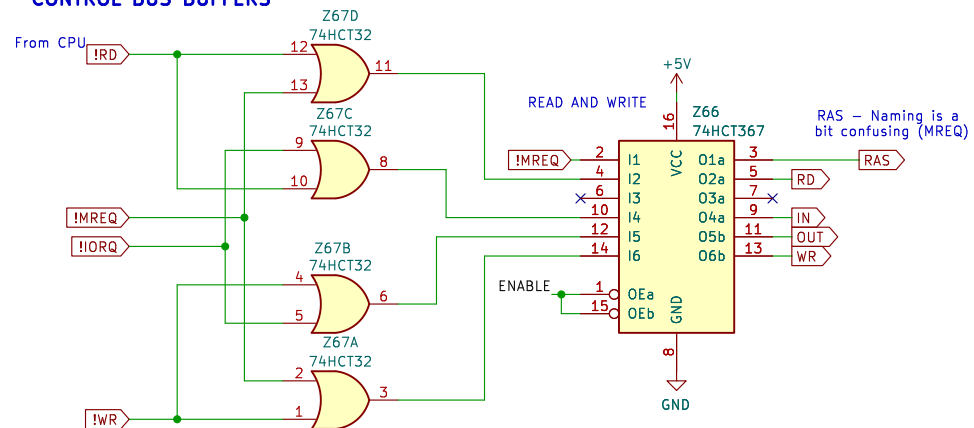 CONTROL BUS BUFFERS
Z67D
74HCT32
From CPU
!RD
12
13
11
Z67C
74HCT32
9
10
8
!MREQ
!IORQ
Z67B
74HCT32
4
5
6
Z67A
74HCT32
2
1
3
!WR
READ AND WRITE
+5V
16
VCC
Z66
74HCT367
RAS – Naming is a
bit confusing (MREQ)
!MREQ
2 I1 O1a 3 RAS
4 I2 O2a 5 RD
6 I3 O3a 7
10 I4 O4a 9 IN
12 I5 O5b 11 OUT
14 I6 O6b 13 WR
ENABLE
1 OEa
15 OEb
GND
8
GND